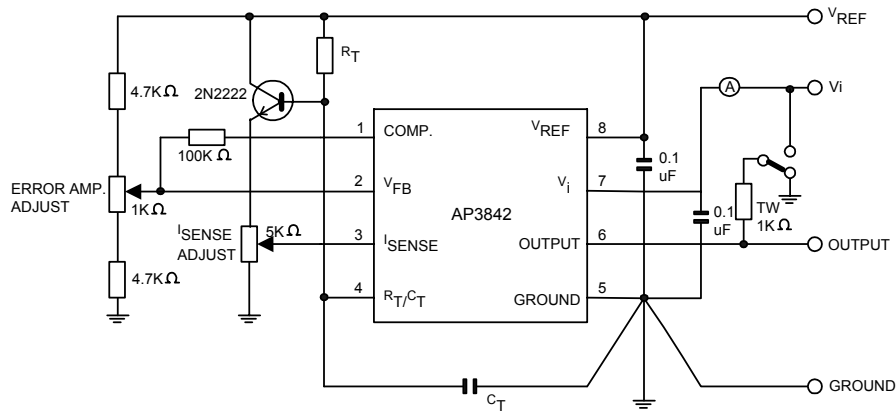 VREF
RT
4.7KΩ
2N2222
A
Vi
1
COMP.
VREF
8
100KΩ
0.1
uF
Vi
7
2
VFB
ERROR AMP.
ADJUST
1KΩ
AP3842
0.1
uF
TW
1KΩ
ISENSE
ADJUST
5KΩ
3
ISENSE
OUTPUT
6
OUTPUT
4.7KΩ
4
RT/CT
GROUND
5
CT
GROUND